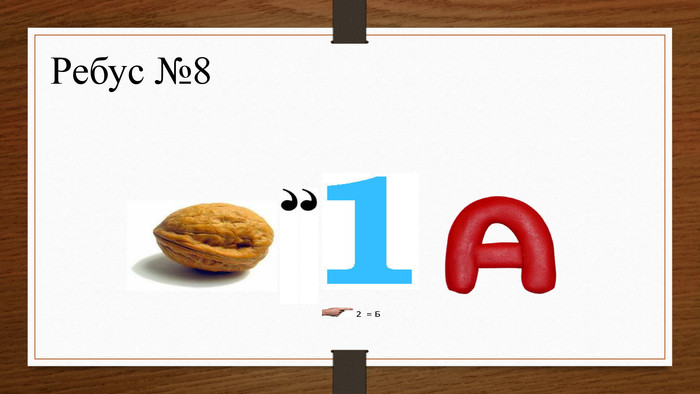 Ребус №8
“ 1 А
2 = Б